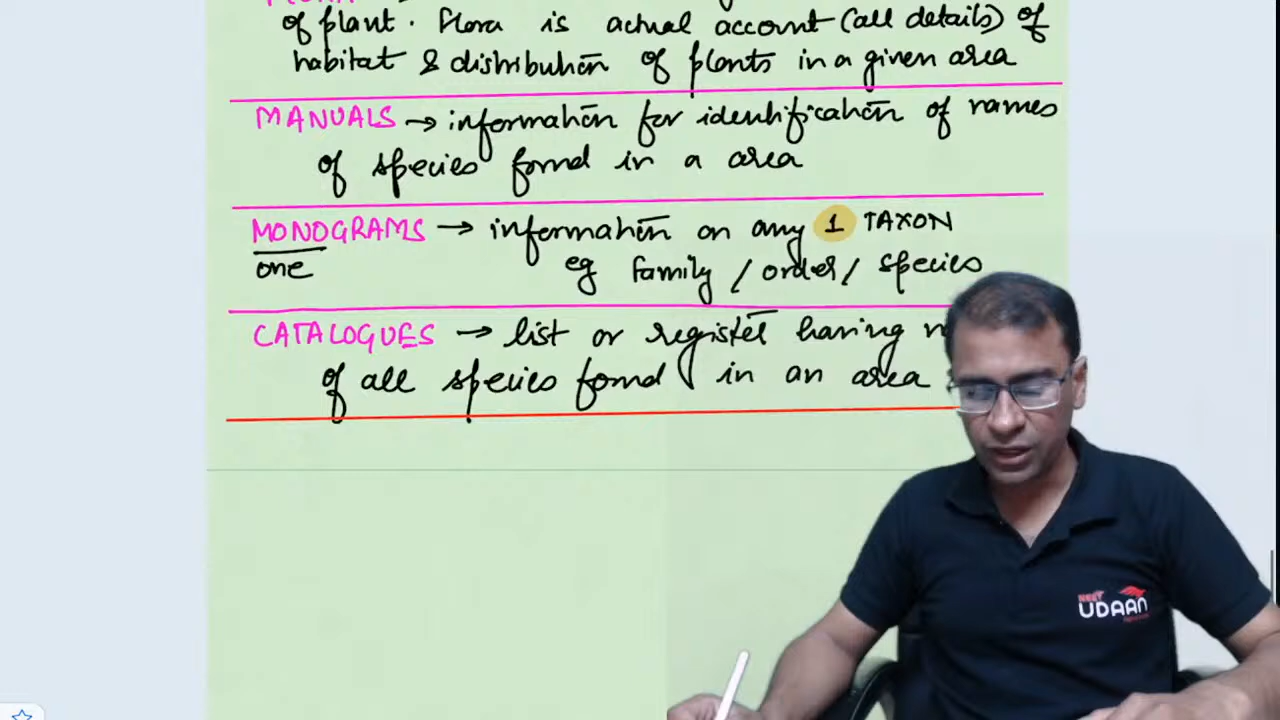 of plant. Flora is actual account (all details) of
habitat & distribution of plants in a given area
MANUALS → information for identification of names
of species found in a area
MONOGRAMS → information on any 1 TAXON
one eg family / order / species
CATALOGUES → list or register having
of all species found in an area
NEET
UDAAN